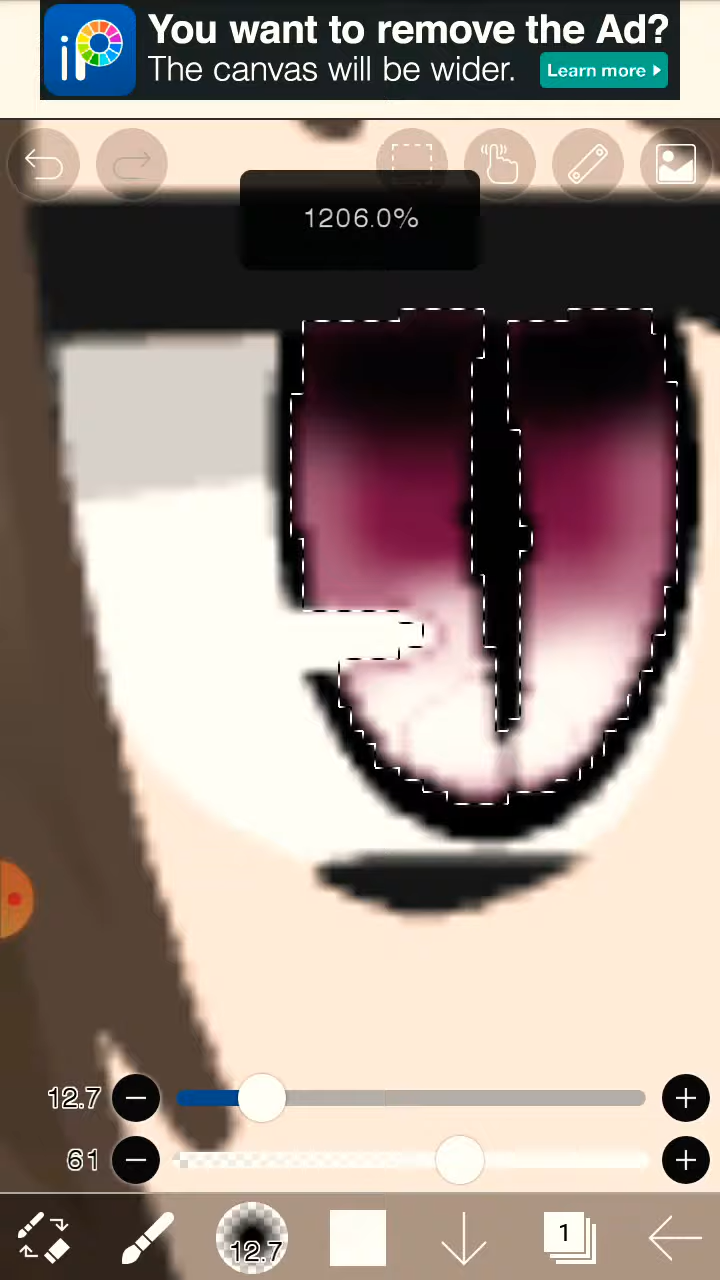 iP
You want to remove the Ad?
The canvas will be wider.
Learn more
1206.0%
12.7
61
12.7
1